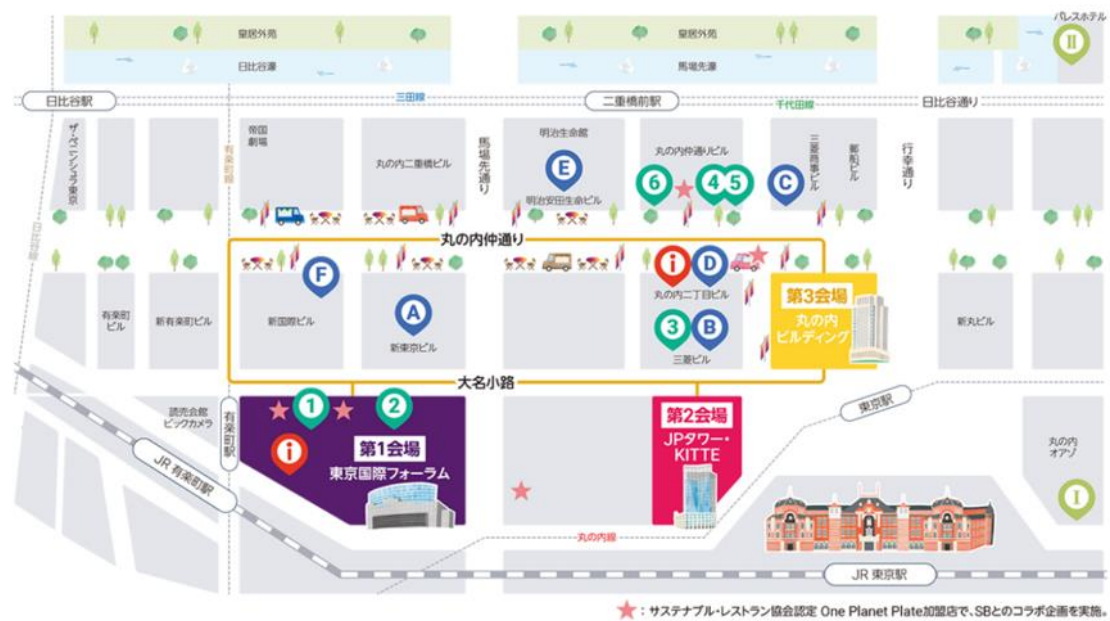 パレスホテル
II
皇居外苑
皇居外苑
日比谷濠
馬場先濠
日比谷駅
三田線
二重橋前駅
千代田線
日比谷通り
ザ・ペニンシュラ東京
有楽町線
帝国
劇場
丸の内二重橋ビル
馬場先通り
明治生命館
E
明治安田生命ビル
丸の内仲通りビル
6
4
5
C
三菱商事ビル
郵船ビル
行幸通り
日比谷線
丸の内仲通り
有楽町
ビル
新有楽町ビル
F
新国際ビル
A
新東京ビル
i
D
丸の内二丁目ビル
3
B
三菱ビル
第3会場
丸の内
ビルディング
新丸ビル
大名小路
読売会館
ビックカメラ
有楽町駅
1
2
i
第1会場
東京国際フォーラム
第2会場
JPタワー・
KITTE
東京駅
丸の内
オアゾ
I
JR 有楽町駅
丸の内線
JR 東京駅
★：サステナブル・レストラン協会認定 One Planet Plate加盟店で、SBとのコラボ企画を実施。